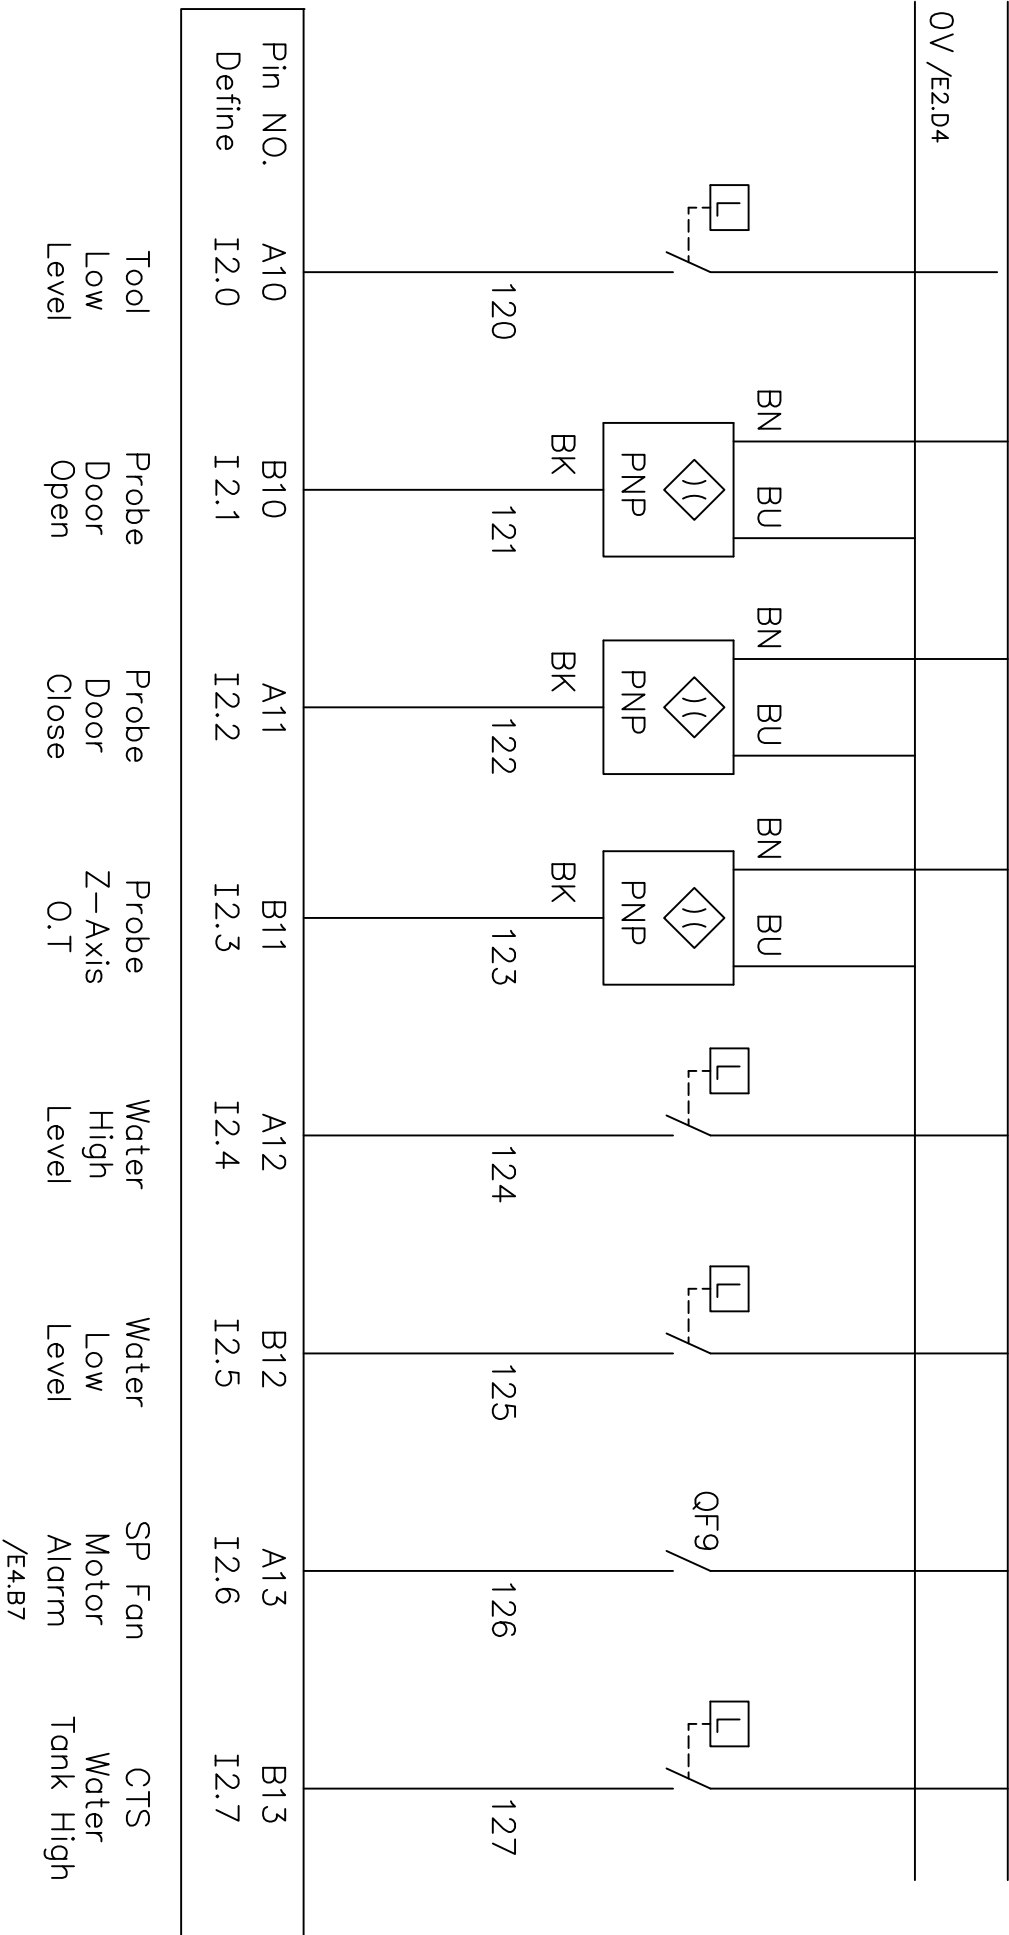 0V /E2.D4
L
L
L
L
BN
BU
BN
BU
BN
BU
QF9
PNP
PNP
PNP
BK
BK
BK
120
121
122
123
124
125
126
127
Pin NO. A10 B10 A11 B11 A12 B12 A13 B13
Define I2.0 I2.1 I2.2 I2.3 I2.4 I2.5 I2.6 I2.7
Tool
Low
Level
Probe
Door
Open
Probe
Door
Close
Probe
Z-Axis
O.T
Water
High
Level
Water
Low
Level
SP Fan
Motor
Alarm
/E4.B7
CTS
Water
Tank High